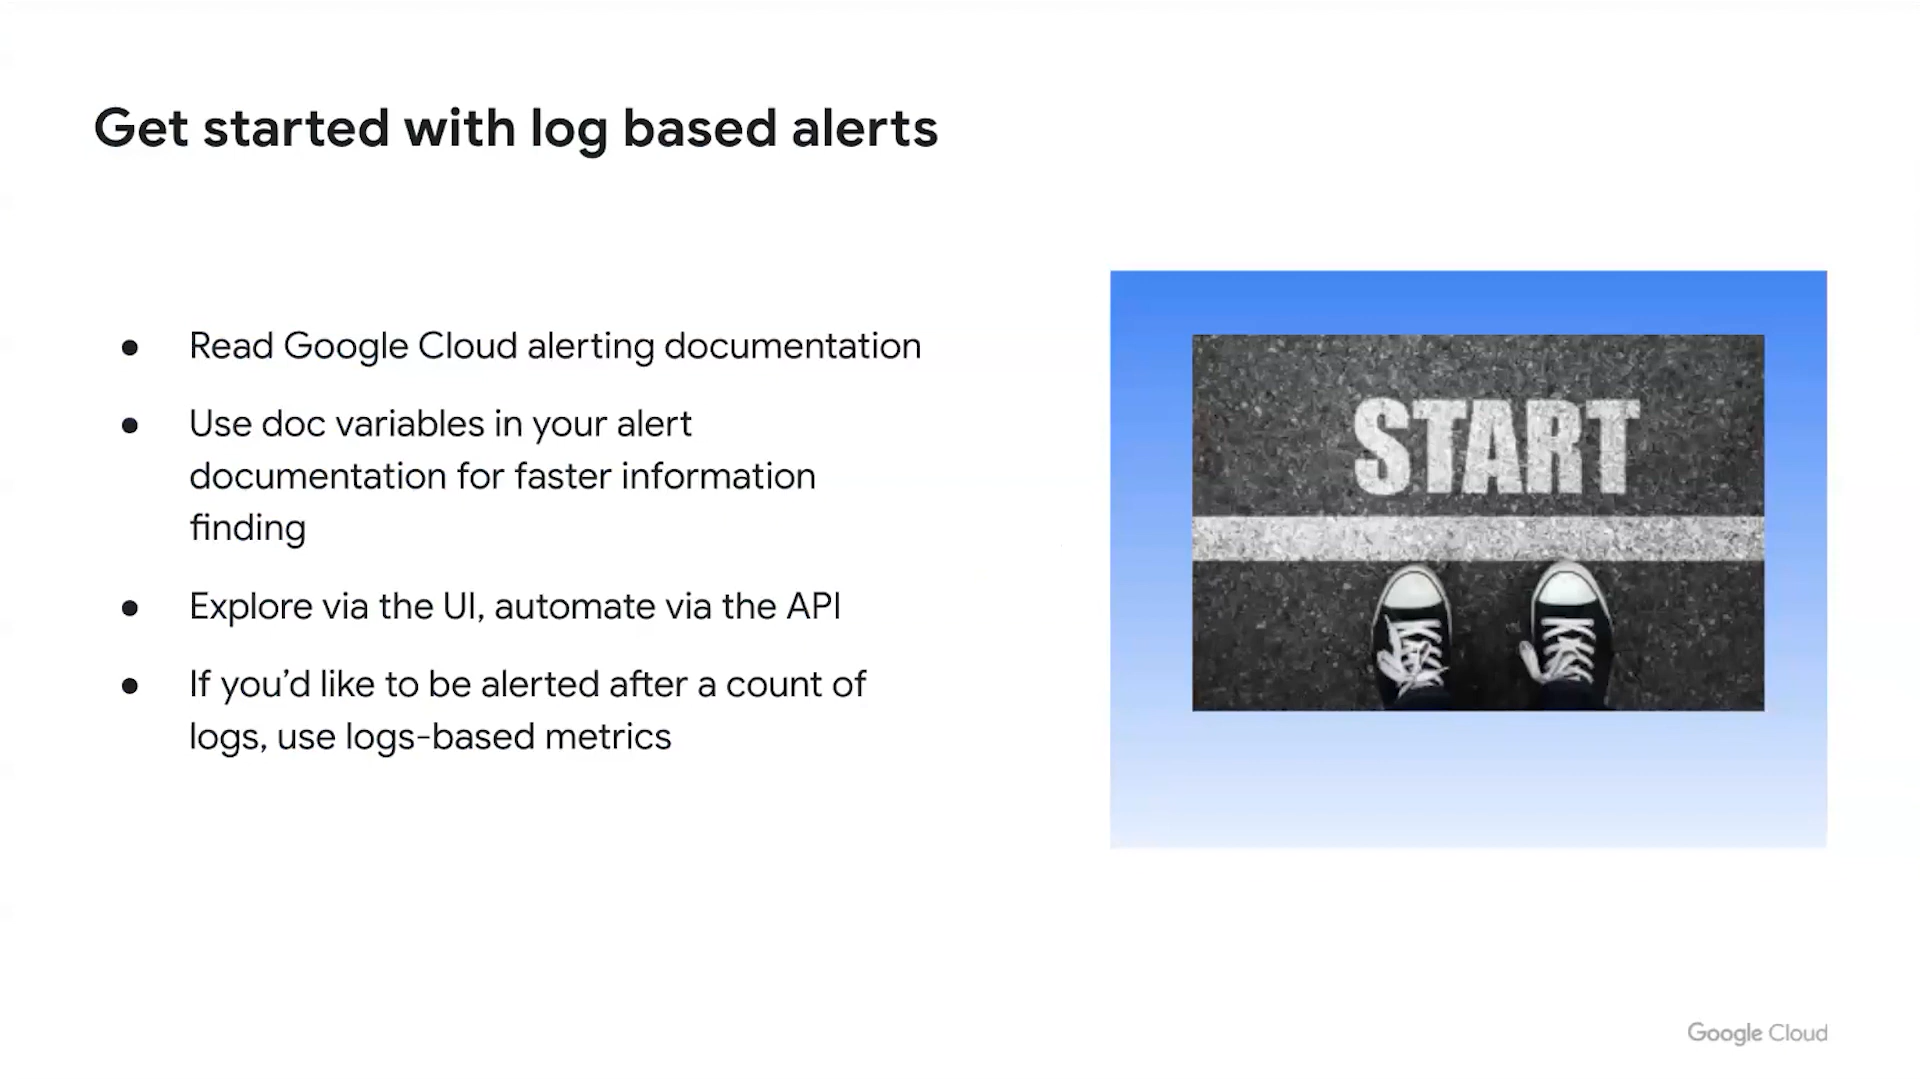 Get started with log based alerts
● Read Google Cloud alerting documentation
● Use doc variables in your alert
documentation for faster information
finding
● Explore via the UI, automate via the API
● If you’d like to be alerted after a count of
logs, use logs-based metrics
START
Google Cloud